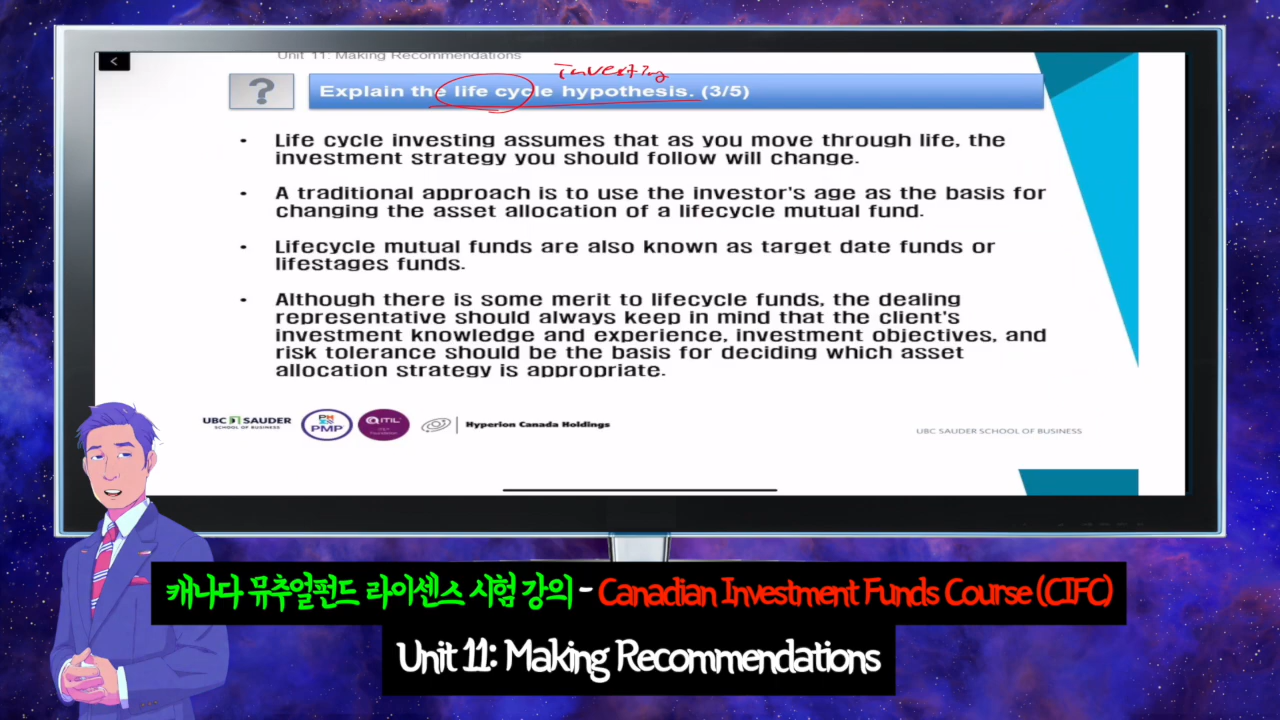 <
Unit 11: Making Recommendations
investing
? Explain the life cycle hypothesis. (3/5)
• Life cycle investing assumes that as you move through life, the
investment strategy you should follow will change.
• A traditional approach is to use the investor's age as the basis for
changing the asset allocation of a lifecycle mutual fund.
• Lifecycle mutual funds are also known as target date funds or
lifestages funds.
• Although there is some merit to lifecycle funds, the dealing
representative should always keep in mind that the client's
investment knowledge and experience, investment objectives, and
risk tolerance should be the basis for deciding which asset
allocation strategy is appropriate.
UBC SAUDER
SCHOOL OF BUSINESS
PMP
ITIL
Hyperion Canada Holdings
UBC SAUDER SCHOOL OF BUSINESS
캐나다 뮤추얼펀드 라이센스 시험 강의 - Canadian Investment Funds Course (CIFC)
Unit 11: Making Recommendations